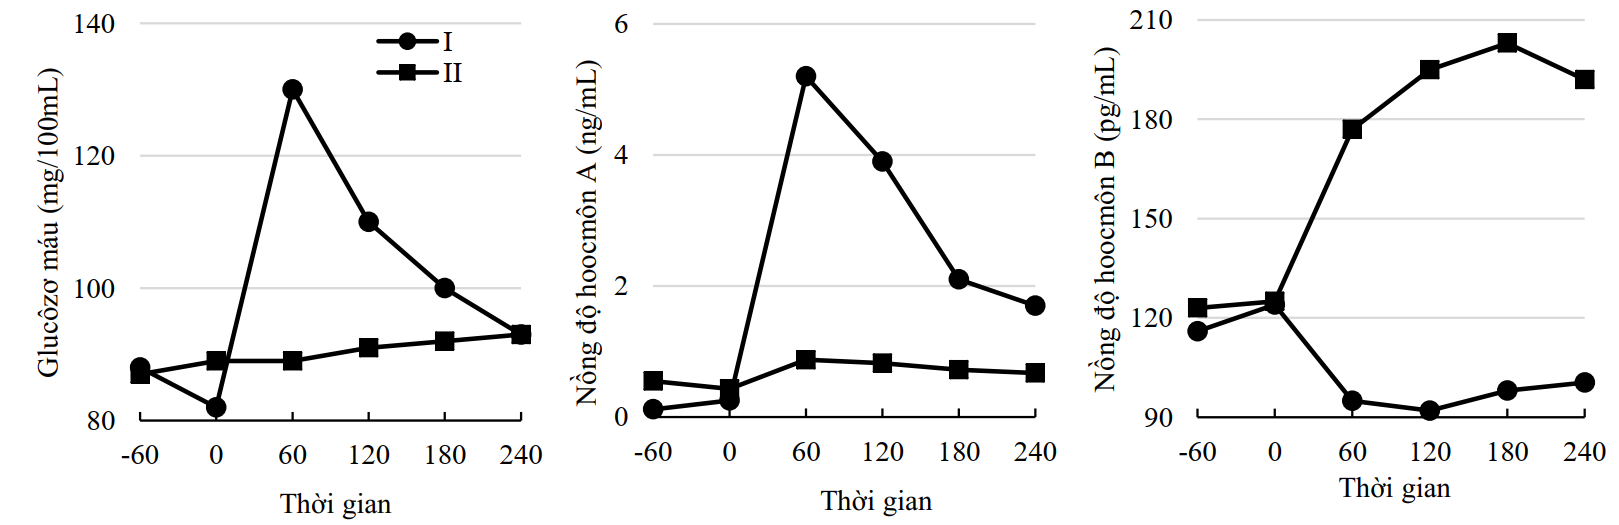 Glucôzơ máu (mg/100mL)
140
120
100
80
I
II
-60 0 60 120 180 240
Thời gian
Nồng độ hoocmôn A (ng/mL)
6
4
2
0
-60 0 60 120 180 240
Thời gian
Nồng độ hoocmôn B (pg/mL)
210
180
150
120
90
-60 0 60 120 180 240
Thời gian